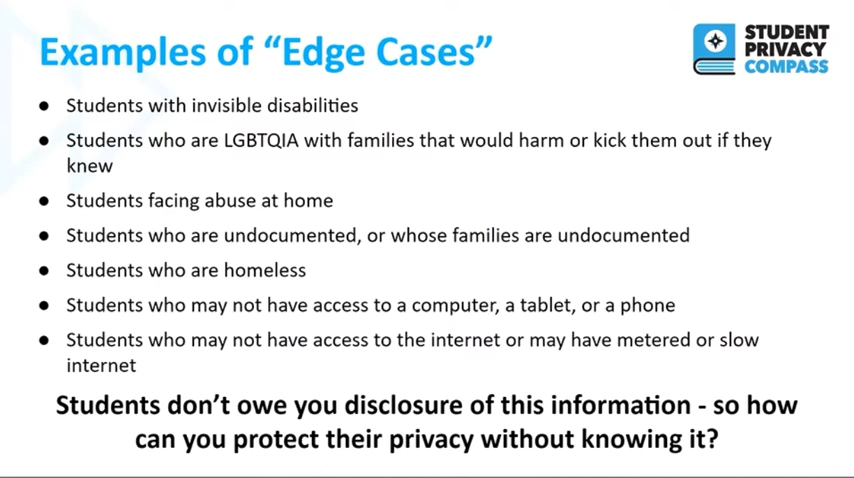 Examples of “Edge Cases”
STUDENT
PRIVACY
COMPASS
● Students with invisible disabilities
● Students who are LGBTQIA with families that would harm or kick them out if they
knew
● Students facing abuse at home
● Students who are undocumented, or whose families are undocumented
● Students who are homeless
● Students who may not have access to a computer, a tablet, or a phone
● Students who may not have access to the internet or may have metered or slow
internet
Students don’t owe you disclosure of this information - so how
can you protect their privacy without knowing it?